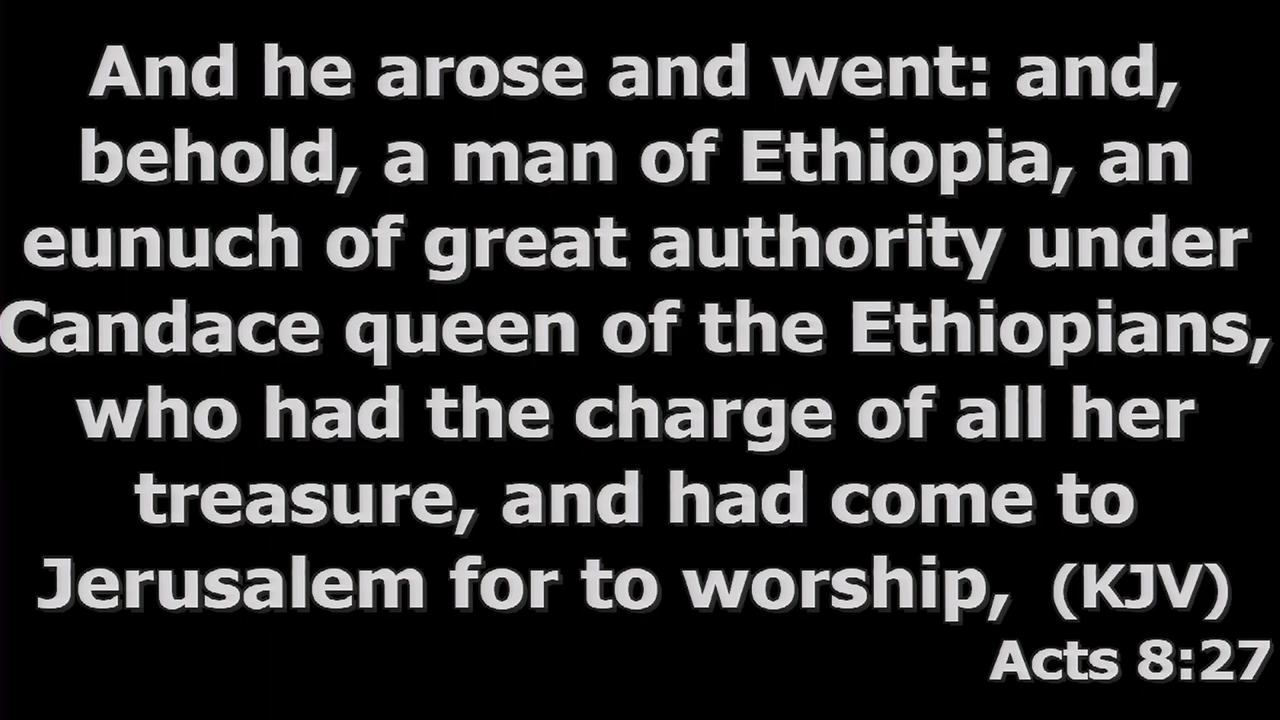 And he arose and went: and,
behold, a man of Ethiopia, an
eunuch of great authority under
Candace queen of the Ethiopians,
who had the charge of all her
treasure, and had come to
Jerusalem for to worship, (KJV)
Acts 8:27